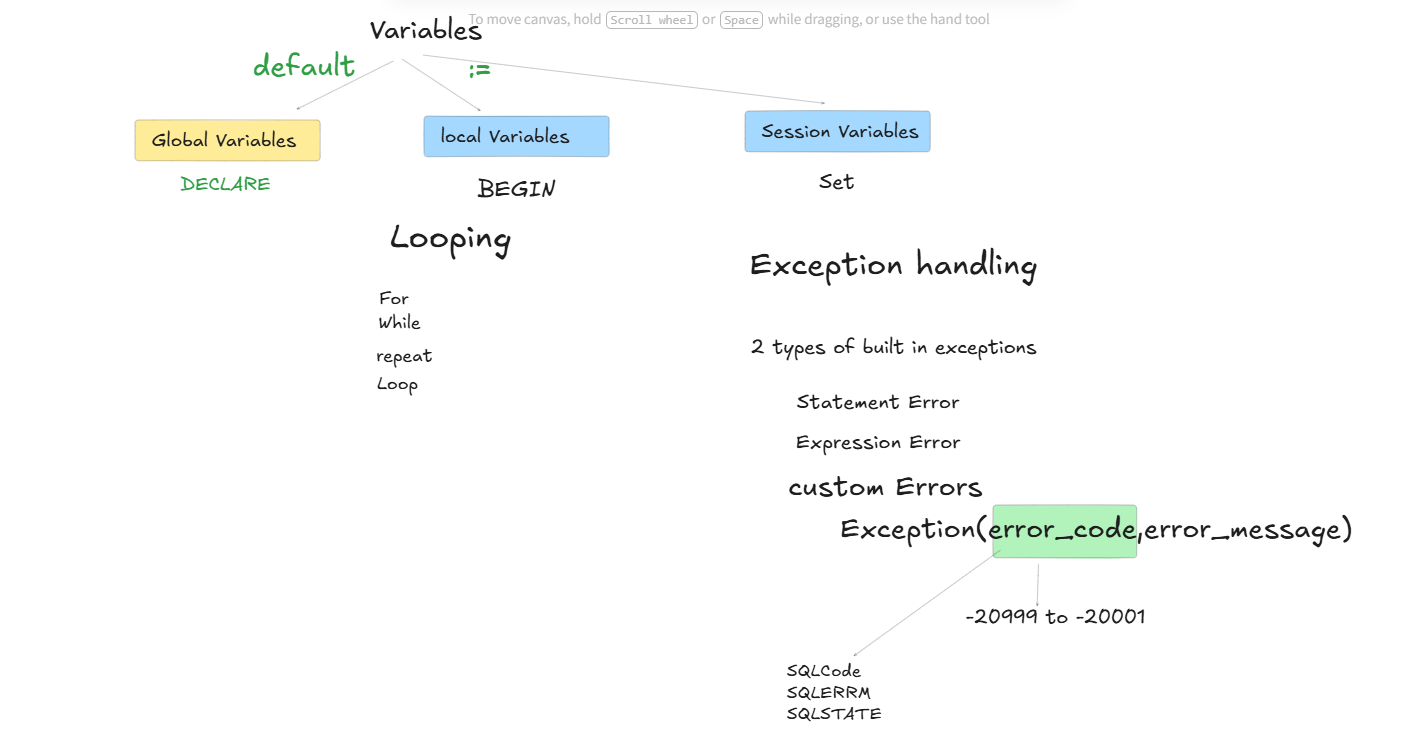 To move canvas, hold Scroll wheel or Space while dragging, or use the hand tool
Variables
default
:=
Global Variables
local Variables
Session Variables
DECLARE
BEGIN
Set
Looping
For
While
repeat
Loop
Exception handling
2 types of built in exceptions
Statement Error
Expression Error
custom Errors
Exception(error_code,error_message)
-20999 to -20001
SQLCode
SQLERRM
SQLSTATE